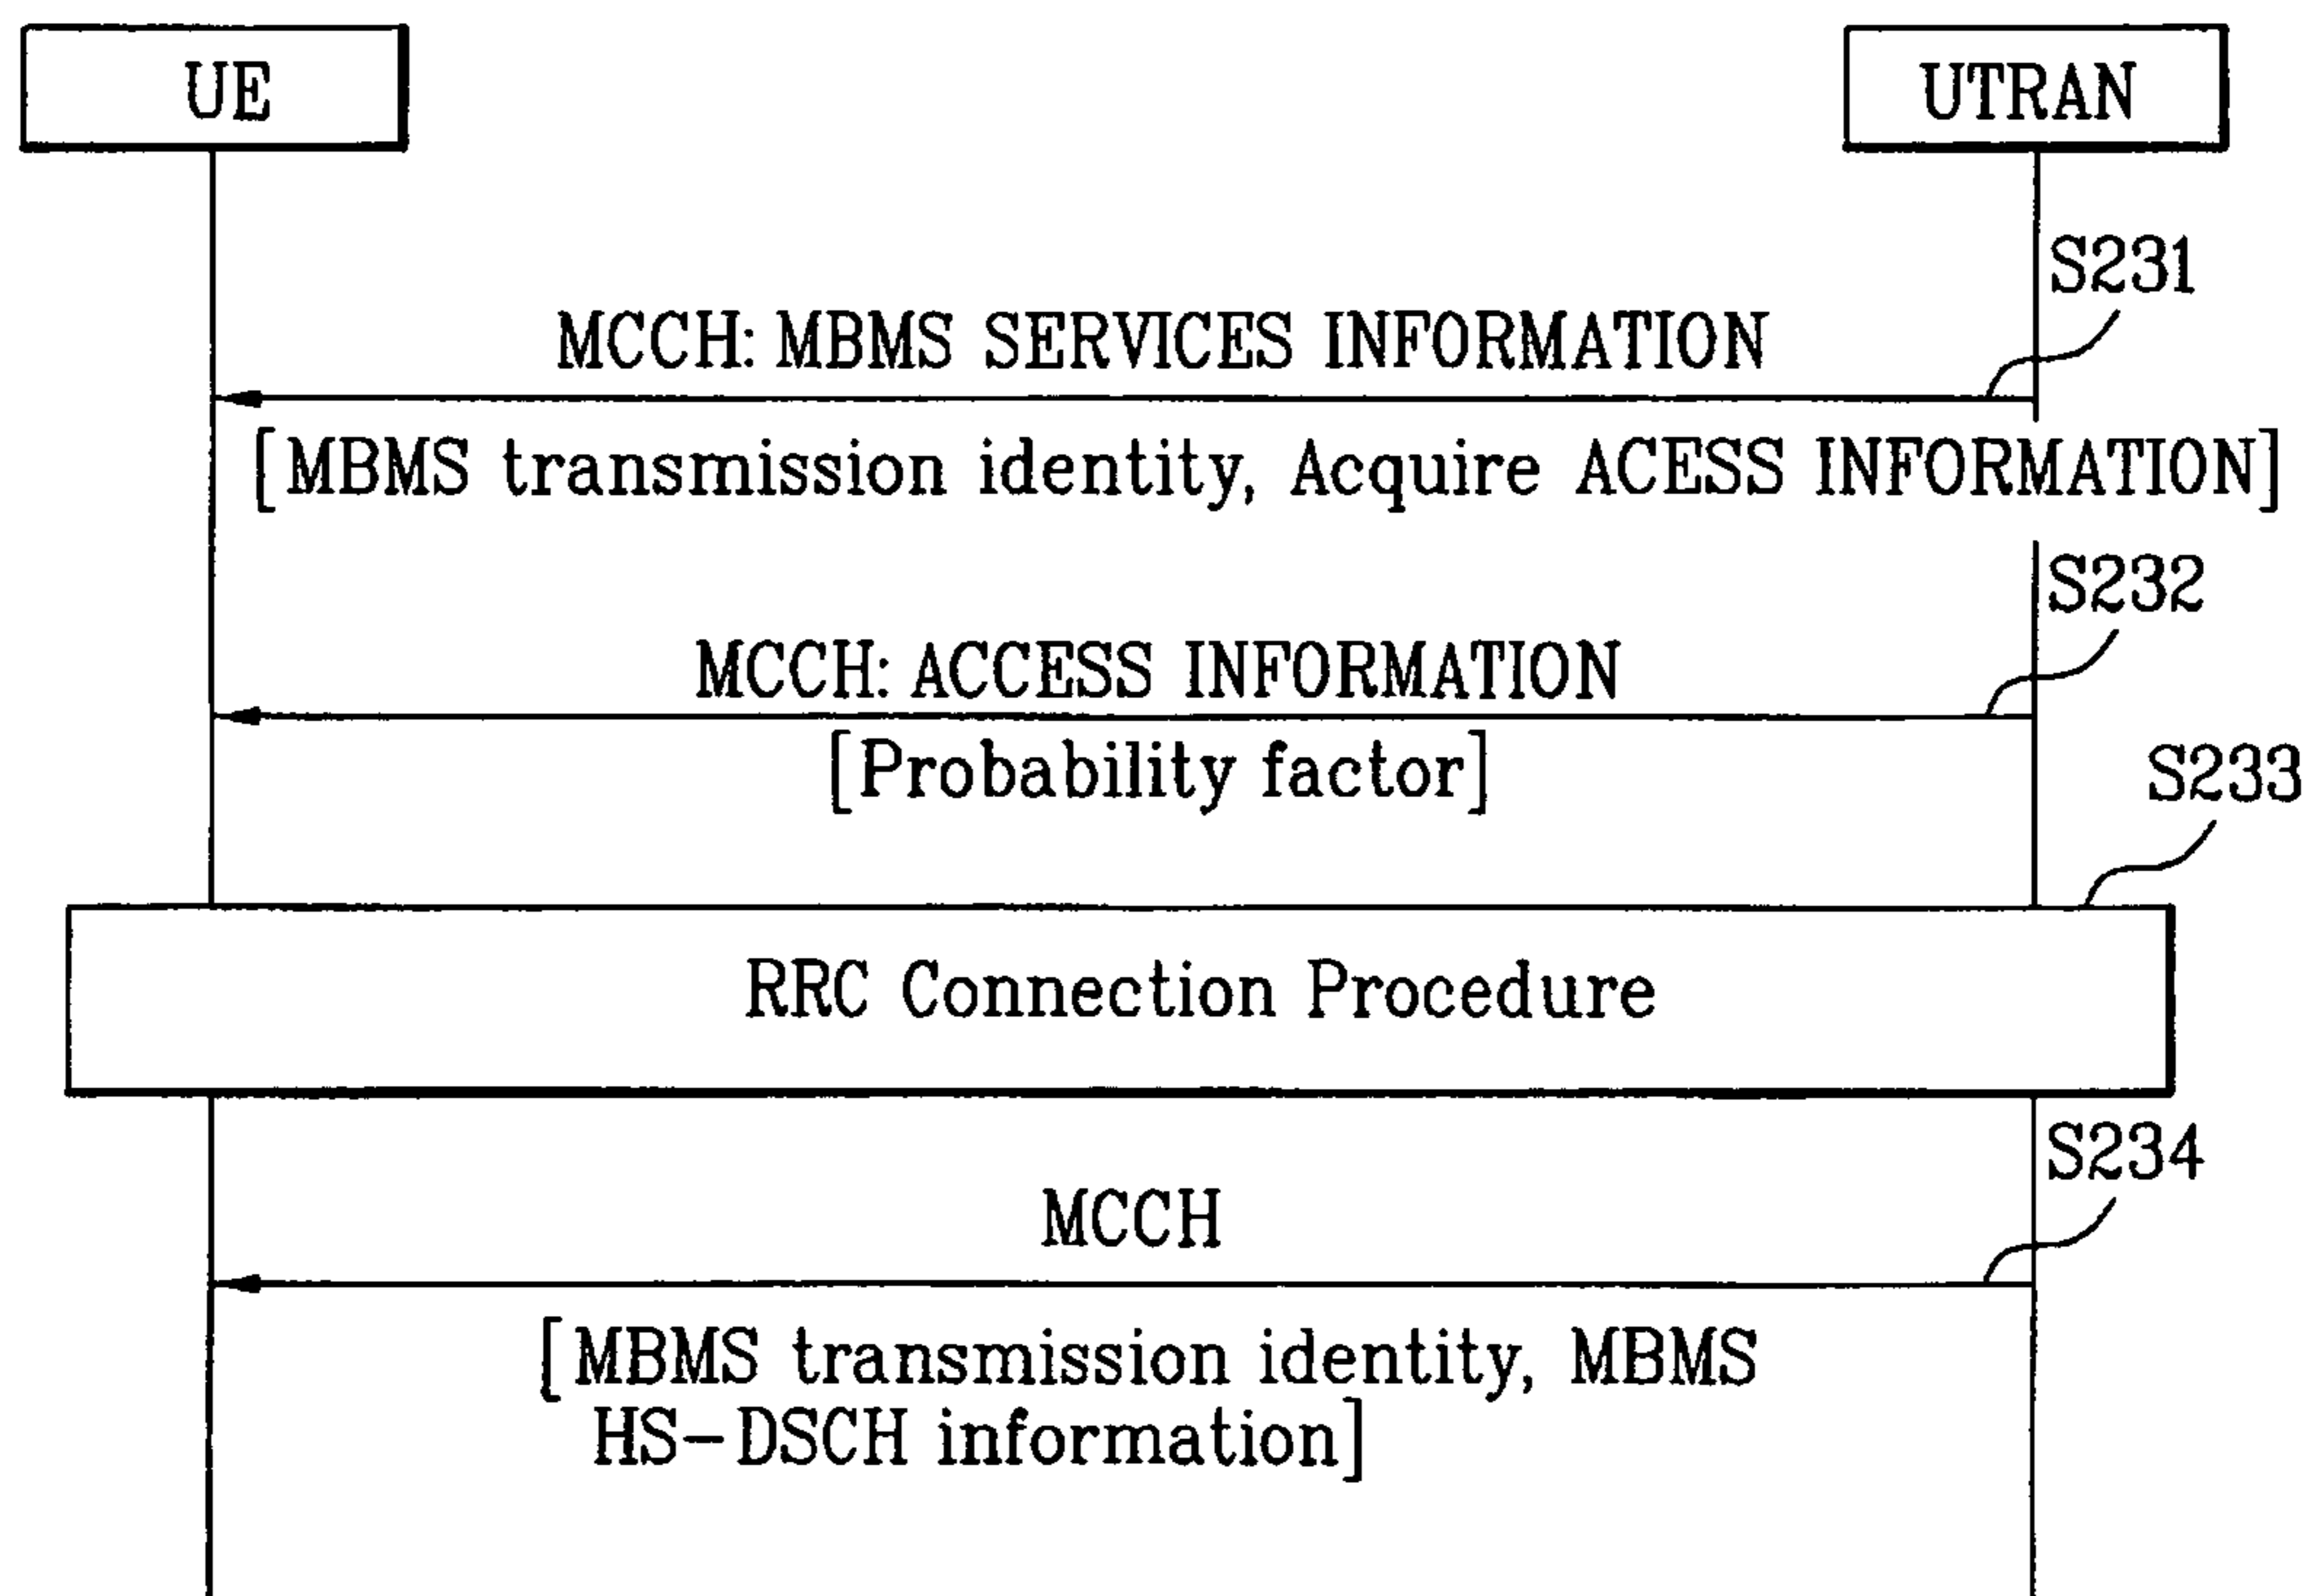 UE
UTRAN
S231
MCCH: MBMS SERVICES INFORMATION
[MBMS transmission identity, Acquire ACESS INFORMATION]
S232
MCCH: ACCESS INFORMATION
[Probability factor]
S233
RRC Connection Procedure
S234
MCCH
[MBMS transmission identity, MBMS
HS-DSCH information]